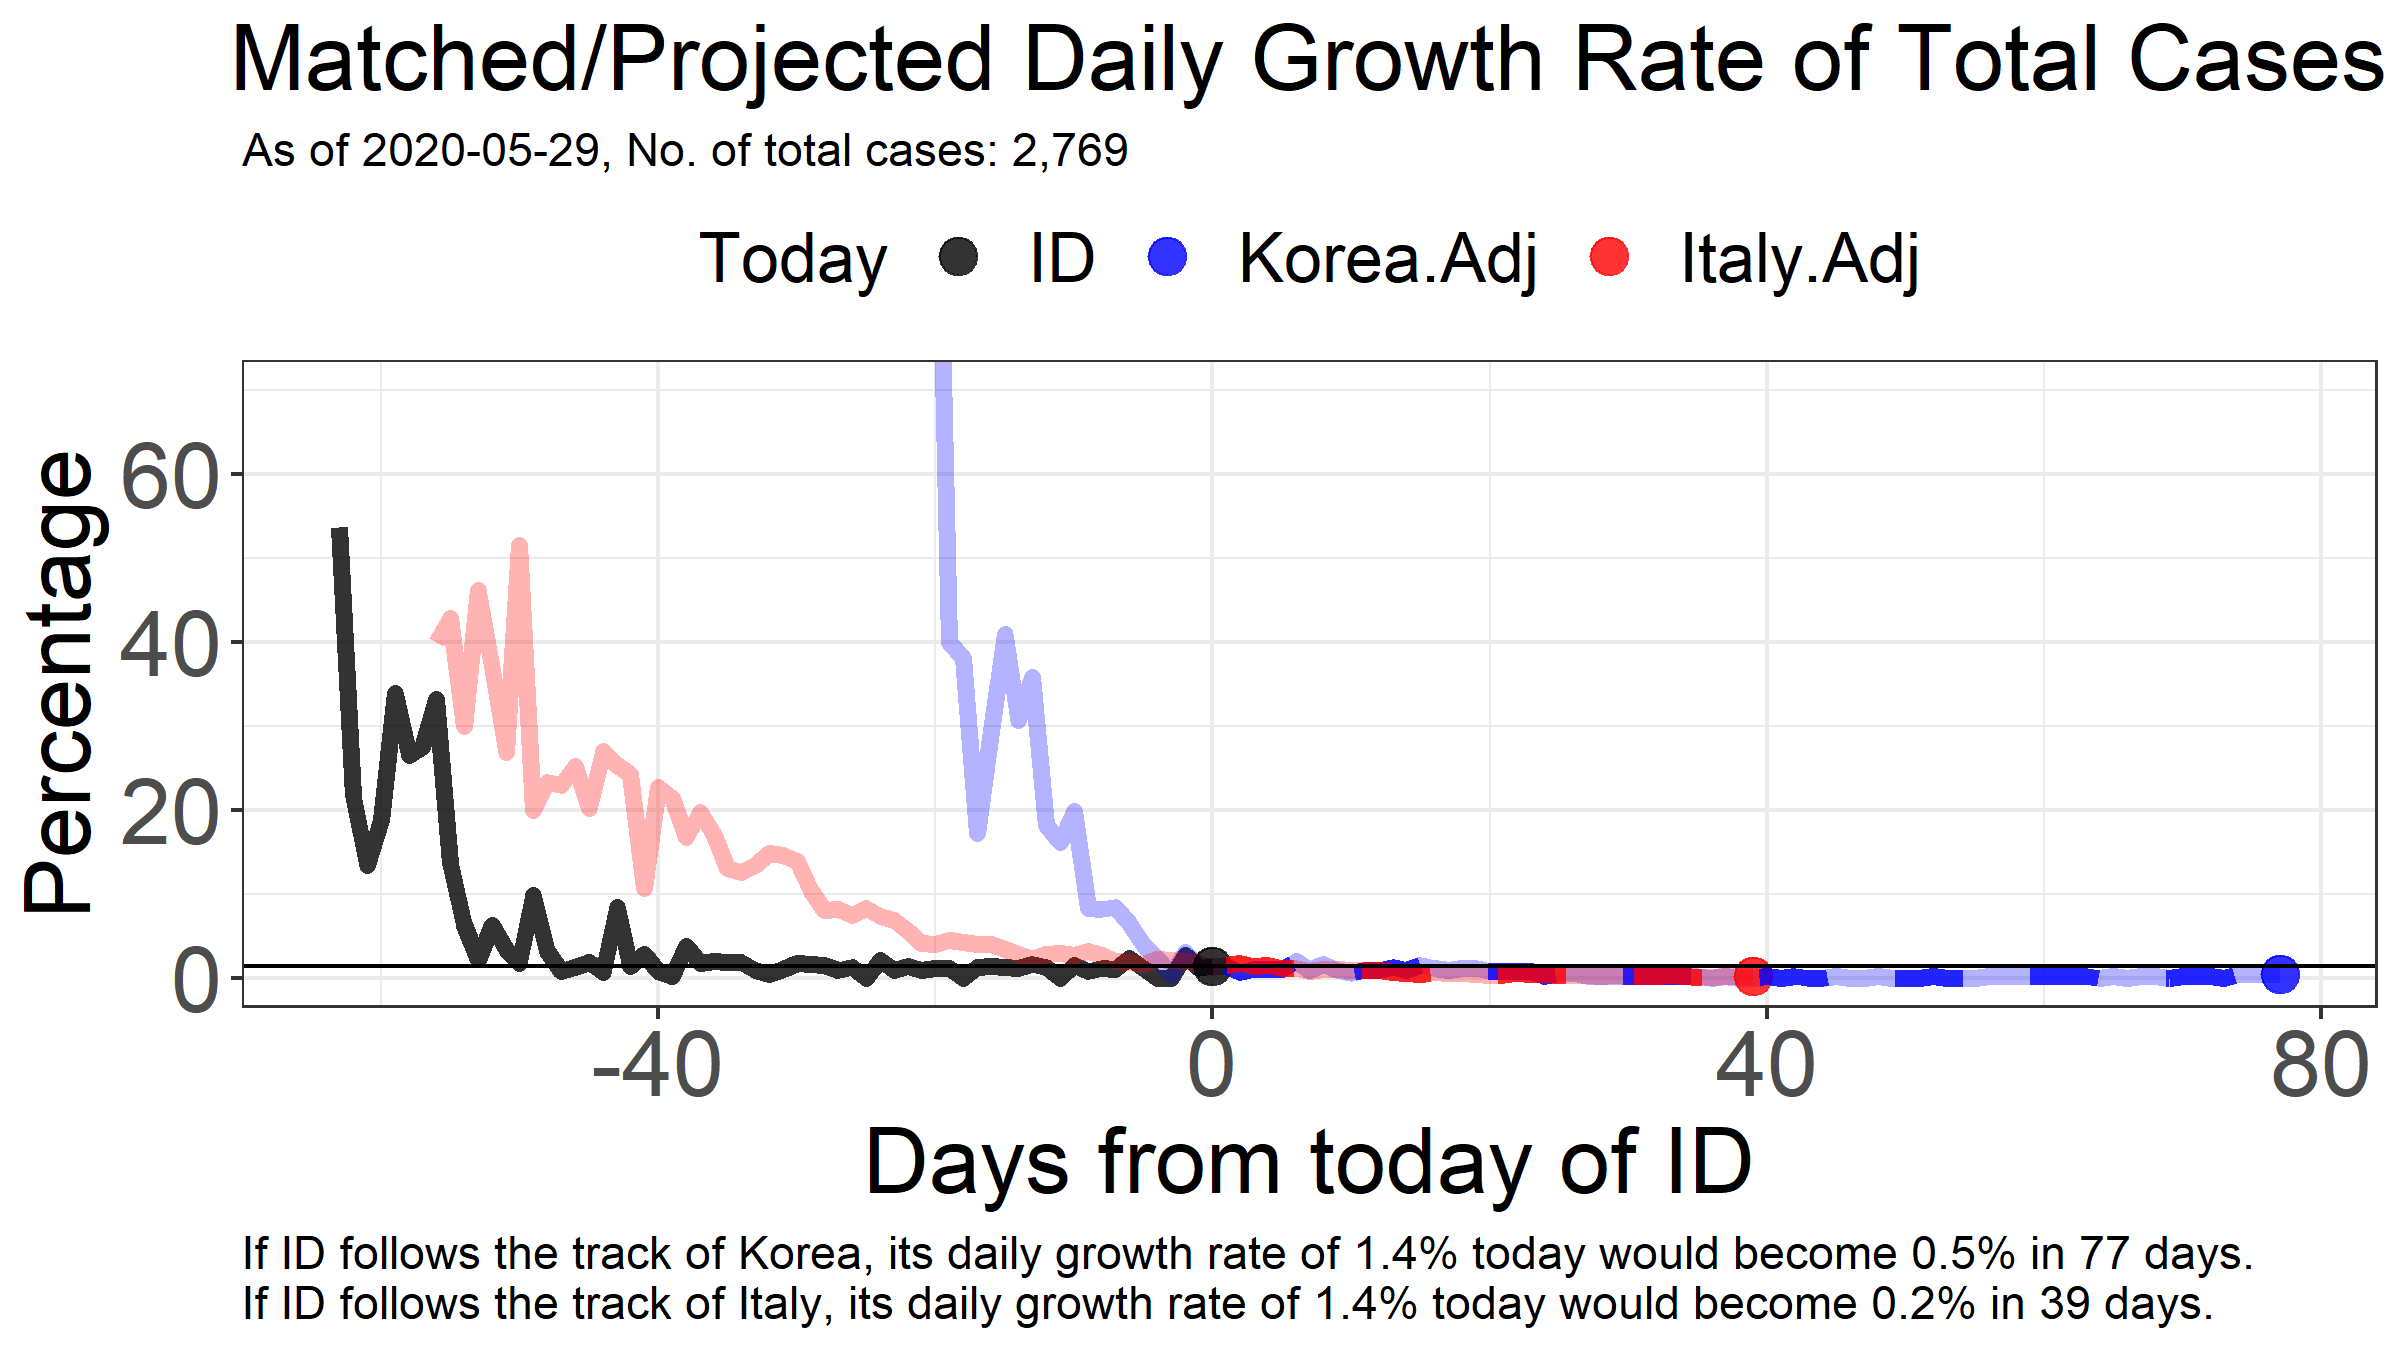 Matched/Projected Daily Growth Rate of Total Cases
As of 2020-05-29, No. of total cases: 2,769
Today ID Korea.Adj Italy.Adj
Percentage
60
40
20
0
-40 0 40 80
Days from today of ID
If ID follows the track of Korea, its daily growth rate of 1.4% today would become 0.5% in 77 days.
If ID follows the track of Italy, its daily growth rate of 1.4% today would become 0.2% in 39 days.